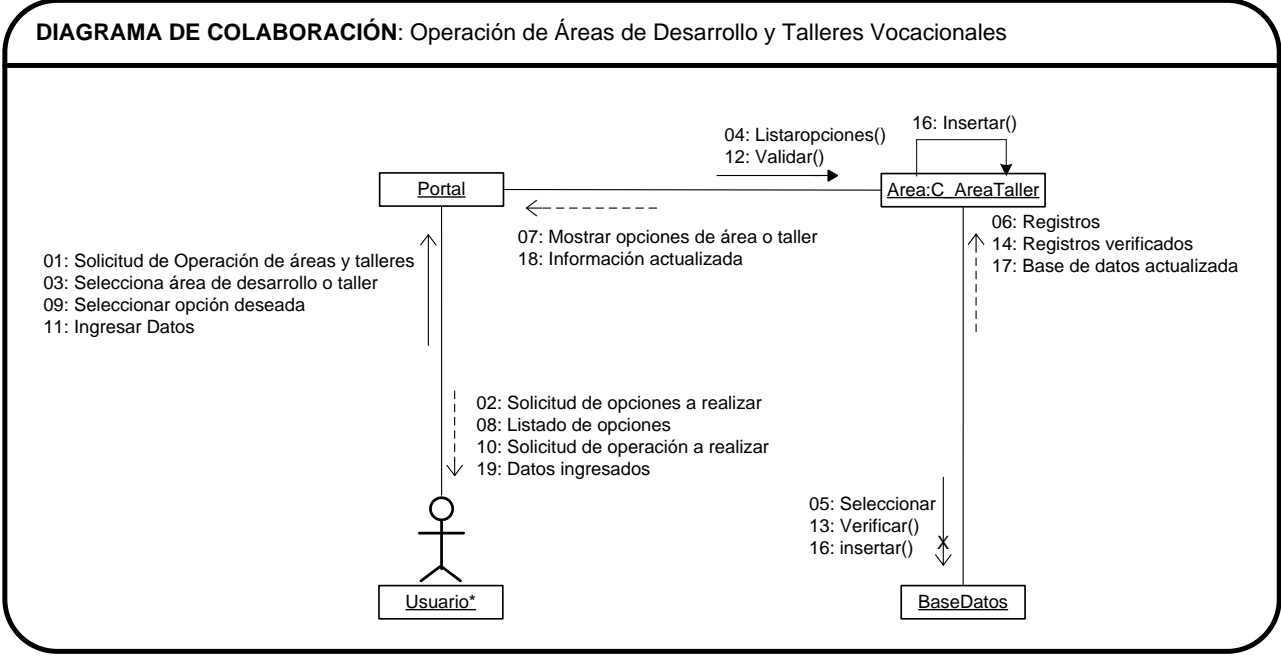 DIAGRAMA DE COLABORACIÓN: Operación de Áreas de Desarrollo y Talleres Vocacionales
16: Insertar()
04: Listaropciones()
12: Validar()
Portal
Area:C_AreaTaller
07: Mostrar opciones de área o taller
18: Información actualizada
06: Registros
14: Registros verificados
17: Base de datos actualizada
01: Solicitud de Operación de áreas y talleres
03: Selecciona área de desarrollo o taller
09: Seleccionar opción deseada
11: Ingresar Datos
02: Solicitud de opciones a realizar
08: Listado de opciones
10: Solicitud de operación a realizar
19: Datos ingresados
05: Seleccionar
13: Verificar()
16: insertar()
X
Usuario*
BaseDatos